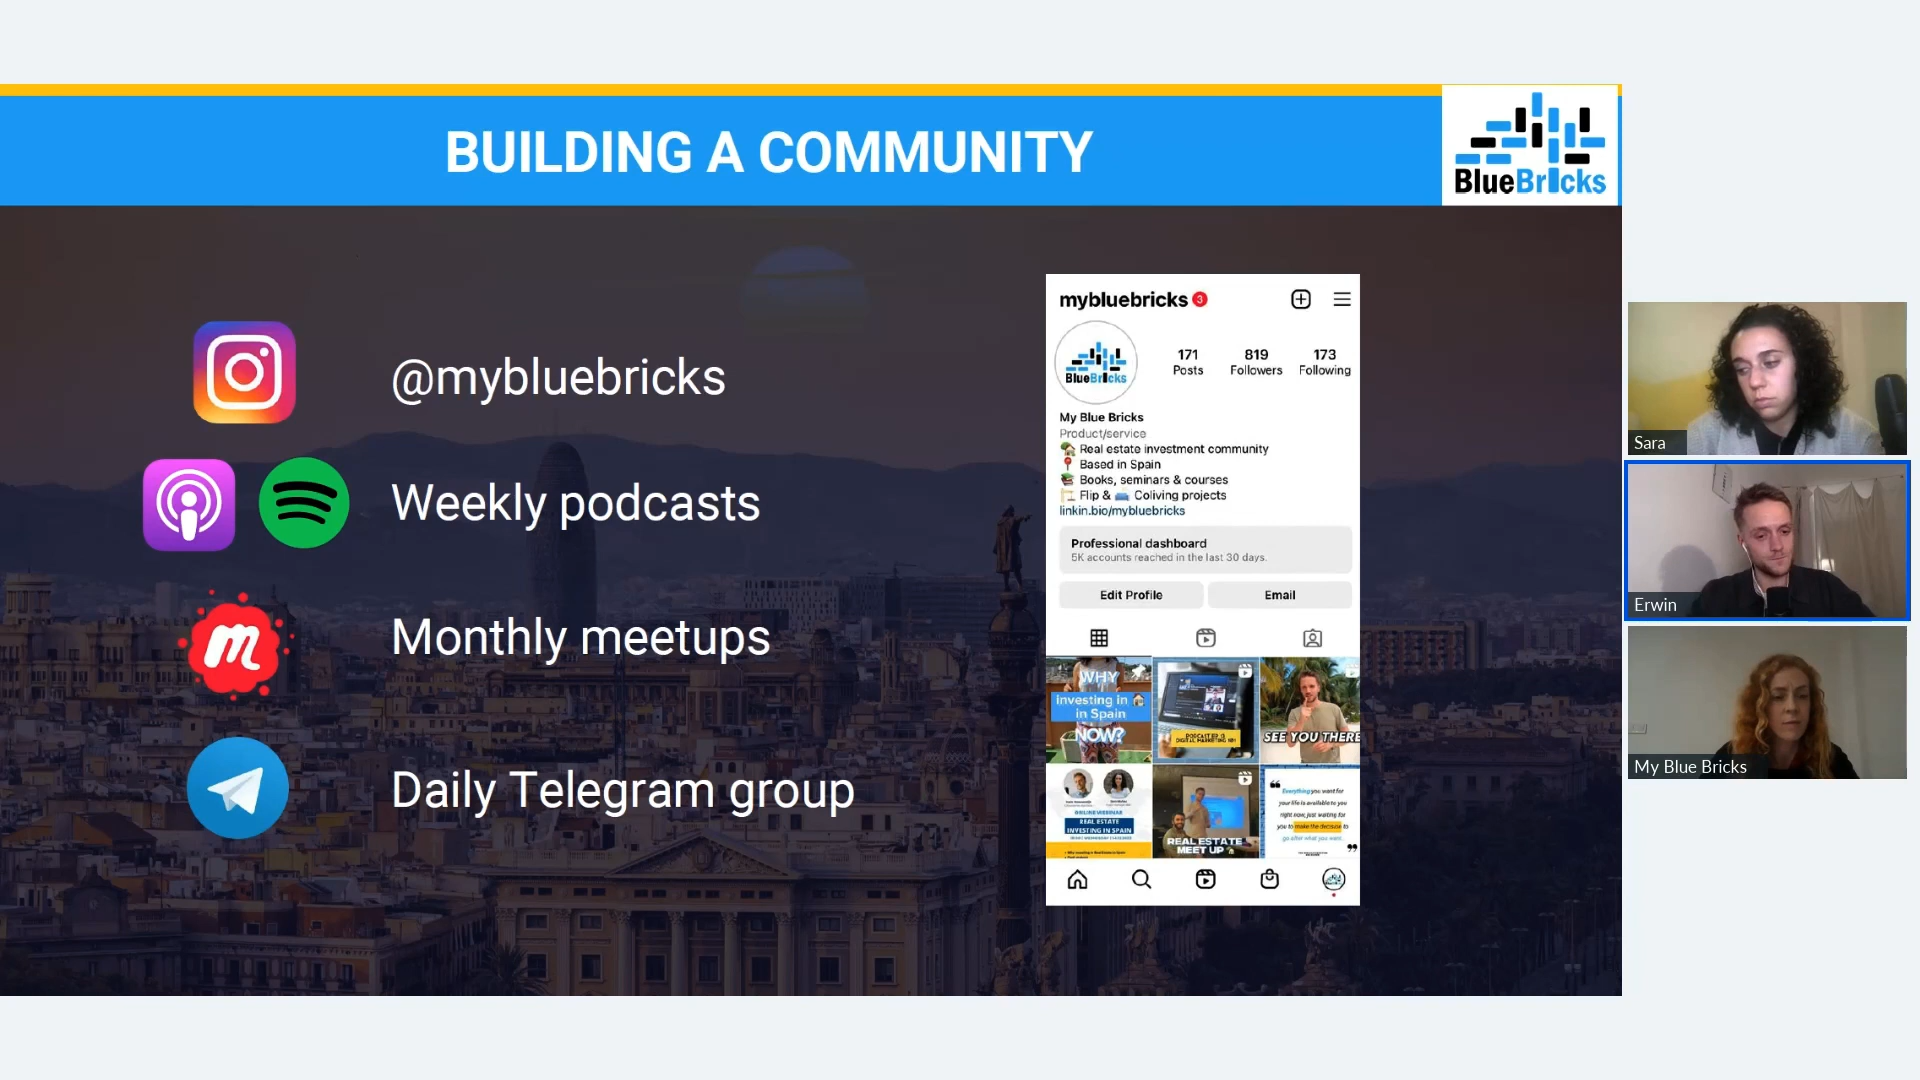 BUILDING A COMMUNITY
BlueBricks
@mybluebricks
Weekly podcasts
Monthly meetups
Daily Telegram group
mybluebricks 3
BlueBricks
171 819 173
Posts Followers Following
My Blue Bricks
Product/service
Real estate investment community
Based in Spain
Books, seminars & courses
Flip & Coliving projects
linkin.bio/mybluebricks
Professional dashboard
5K accounts reached in the last 30 days.
Edit Profile Email
WHY
investing in
in Spain
NOW?
PODCAST EP 13
SEE YOU THERE
REAL ESTATE
INVESTING IN SPAIN
REAL ESTATE
MEET UP
Everything you want for
your life is available to you
right now, just waiting for
you to make the decision to
go after what you want.
Sara
Erwin
My Blue Bricks